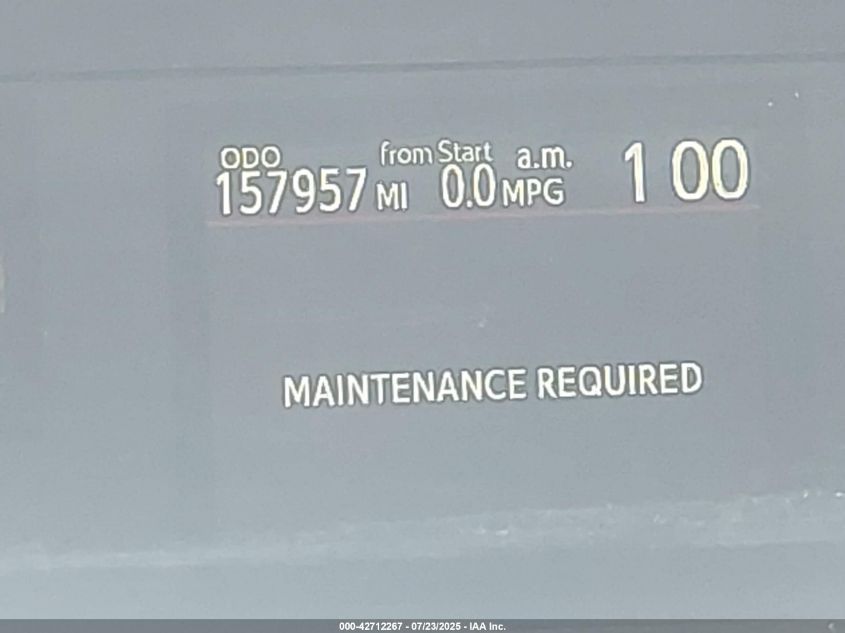 ODO from Start a.m. 1 00
157957 MI 0.0 MPG
MAINTENANCE REQUIRED
000-42712267 - 07/23/2025 - IAA Inc.